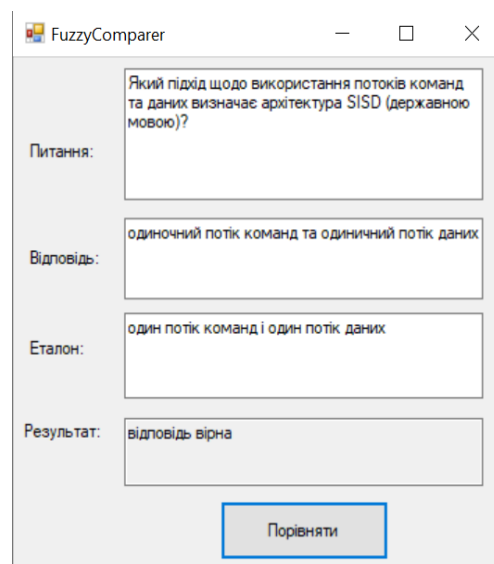 FuzzyComparer
Питання:
Який підхід щодо використання потоків команд
та даних визначає архітектура SISD (державною
мовою)?
Відповідь:
одиночний потік команд та одиничний потік даних
Еталон:
один потік команд і один потік даних
Результат:
відповідь вірна
Порівняти